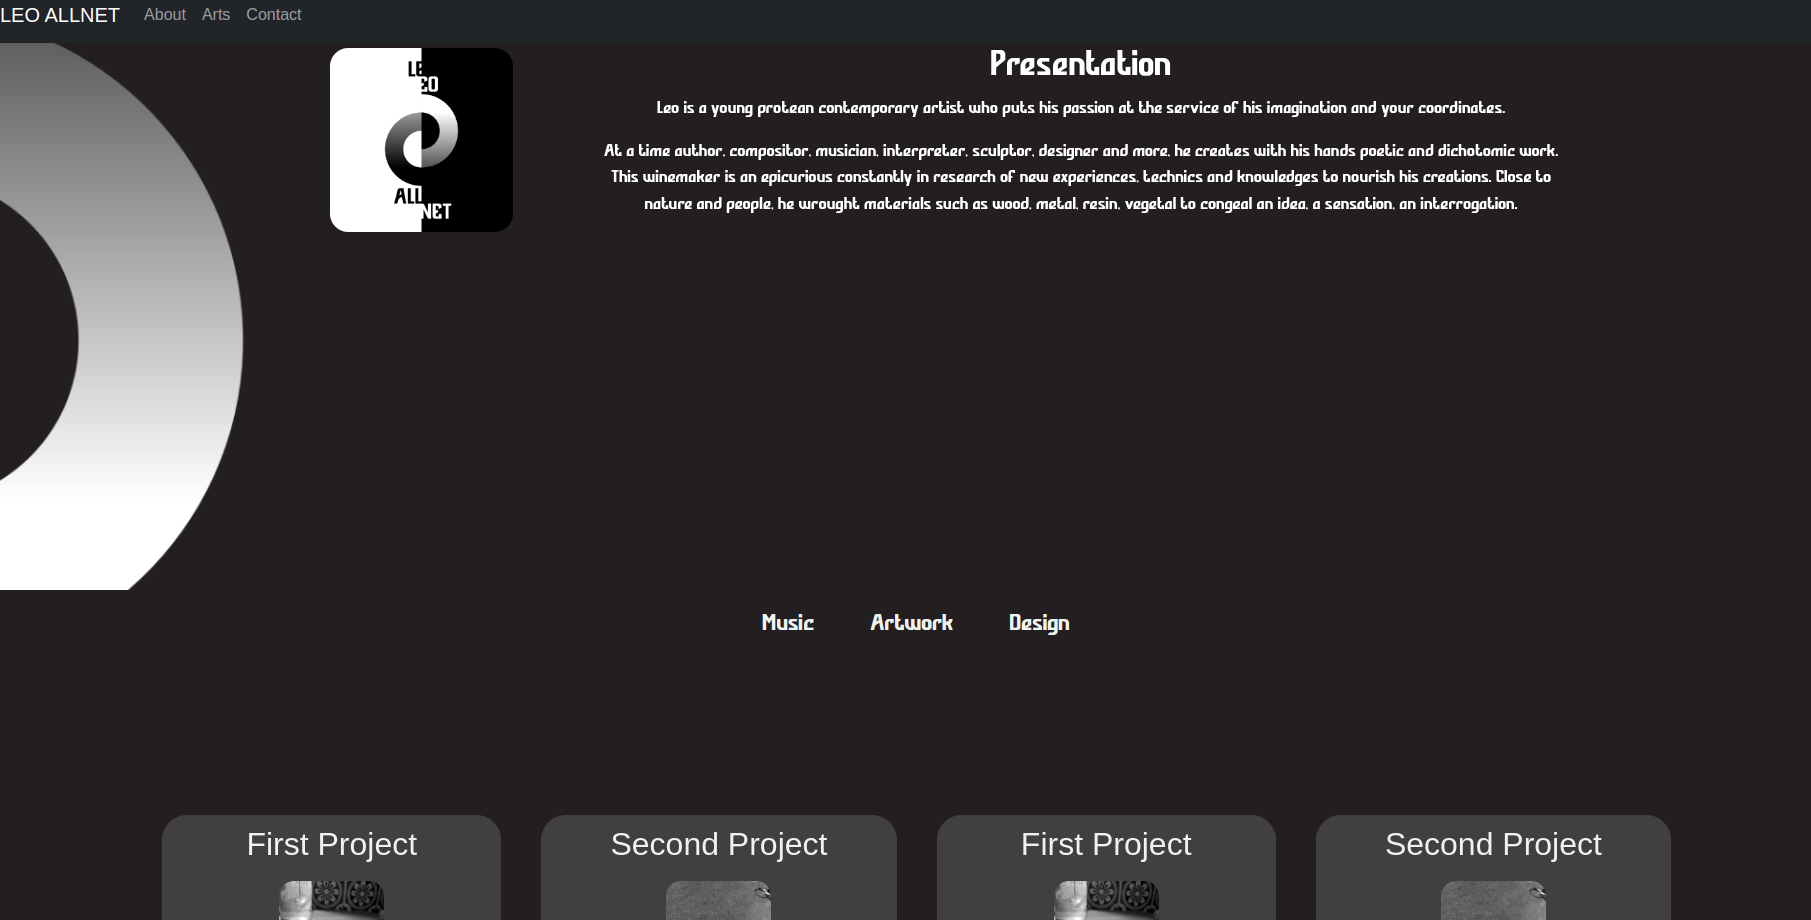 LEO ALLNET About Arts Contact
LE
EO
ALL
NET
Presentation
Leo is a young protean contemporary artist who puts his passion at the service of his imagination and your coordinates.
At a time author, compositor, musician, interpreter, sculptor, designer and more, he creates with his hands poetic and dichotomic work.
This winemaker is an epicurious constantly in research of new experiences, technics and knowledges to nourish his creations. Close to
nature and people, he wrought materials such as wood, metal, resin, vegetal to congeal an idea, a sensation, an interrogation.
Music Artwork Design
First Project Second Project First Project Second Project